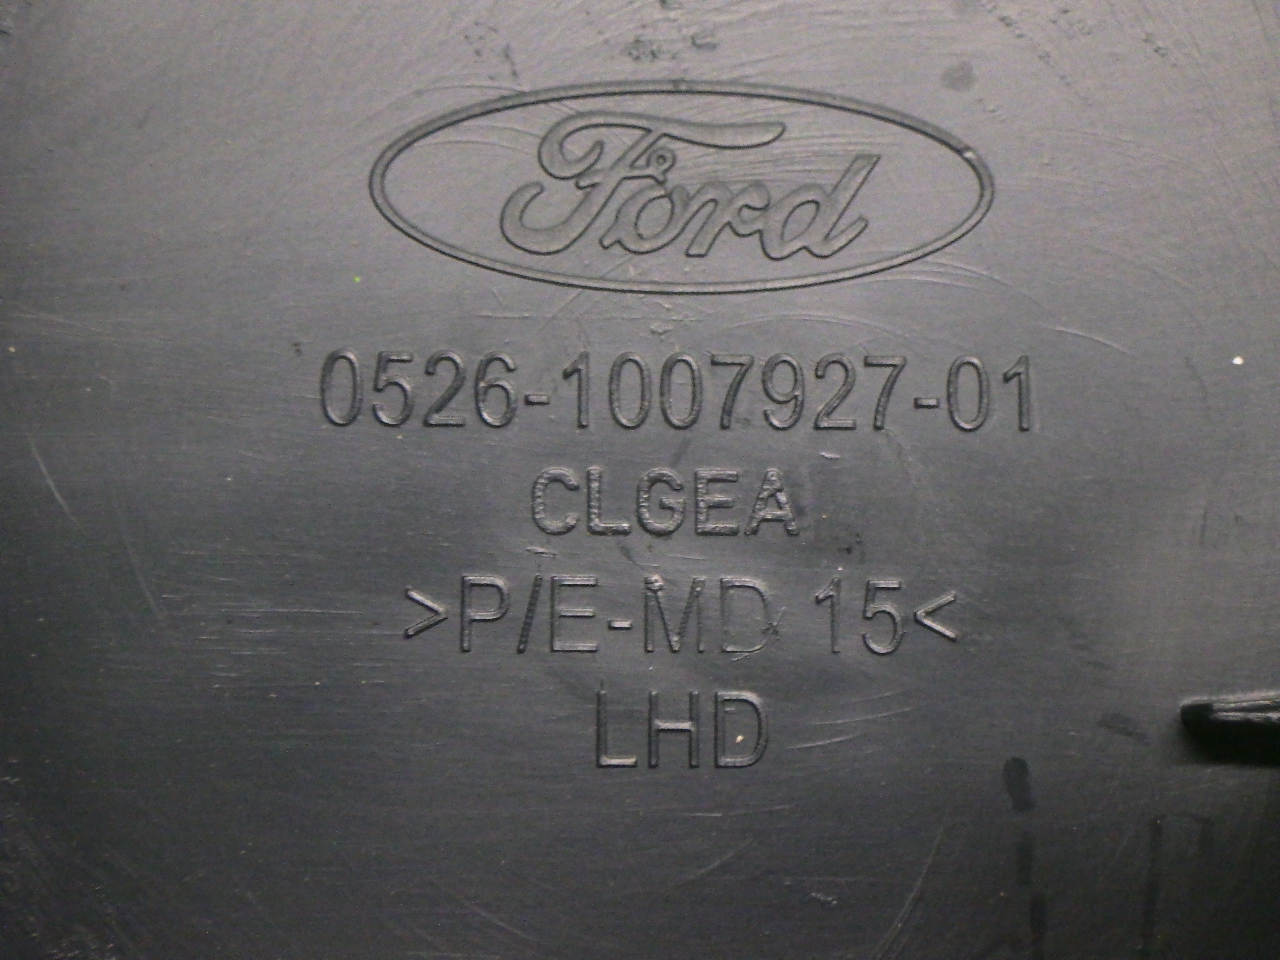 Ford
0526-1007927-01
CLGEA
>P/E-MD 15<
LHD